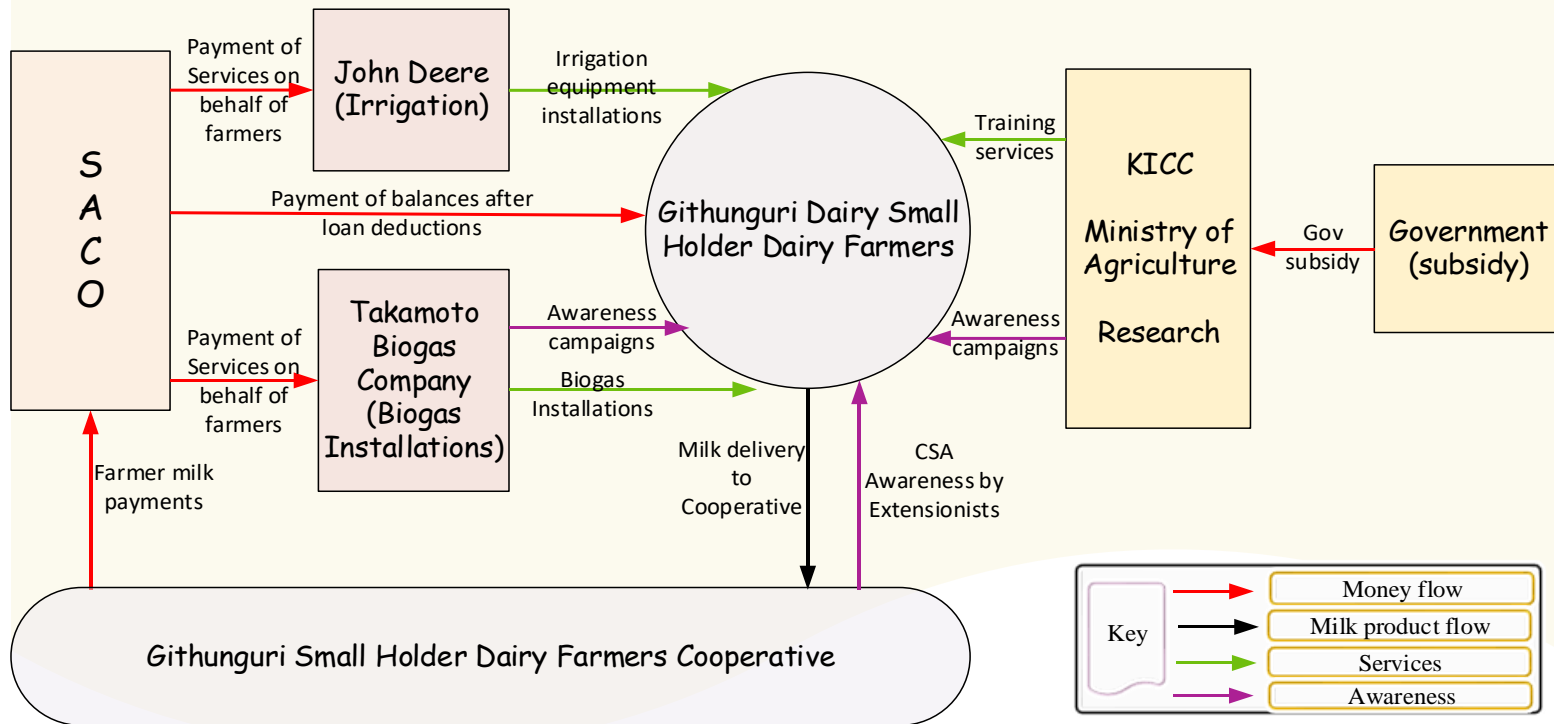 S
A
C
O
Payment of
Services on
behalf of
farmers
John Deere
(Irrigation)
Irrigation
equipment
installations
Payment of balances after
loan deductions
Githunguri Dairy Small
Holder Dairy Farmers
Training
services
KICC
Ministry of
Agriculture
Research
Gov
subsidy
Government
(subsidy)
Payment of
Services on
behalf of
farmers
Takamoto
Biogas
Company
(Biogas
Installations)
Awareness
campaigns
Biogas
Installations
Awareness
campaigns
Farmer milk
payments
Milk delivery
to
Cooperative
CSA
Awareness by
Extensionists
Githunguri Small Holder Dairy Farmers Cooperative
Key
Money flow
Milk product flow
Services
Awareness